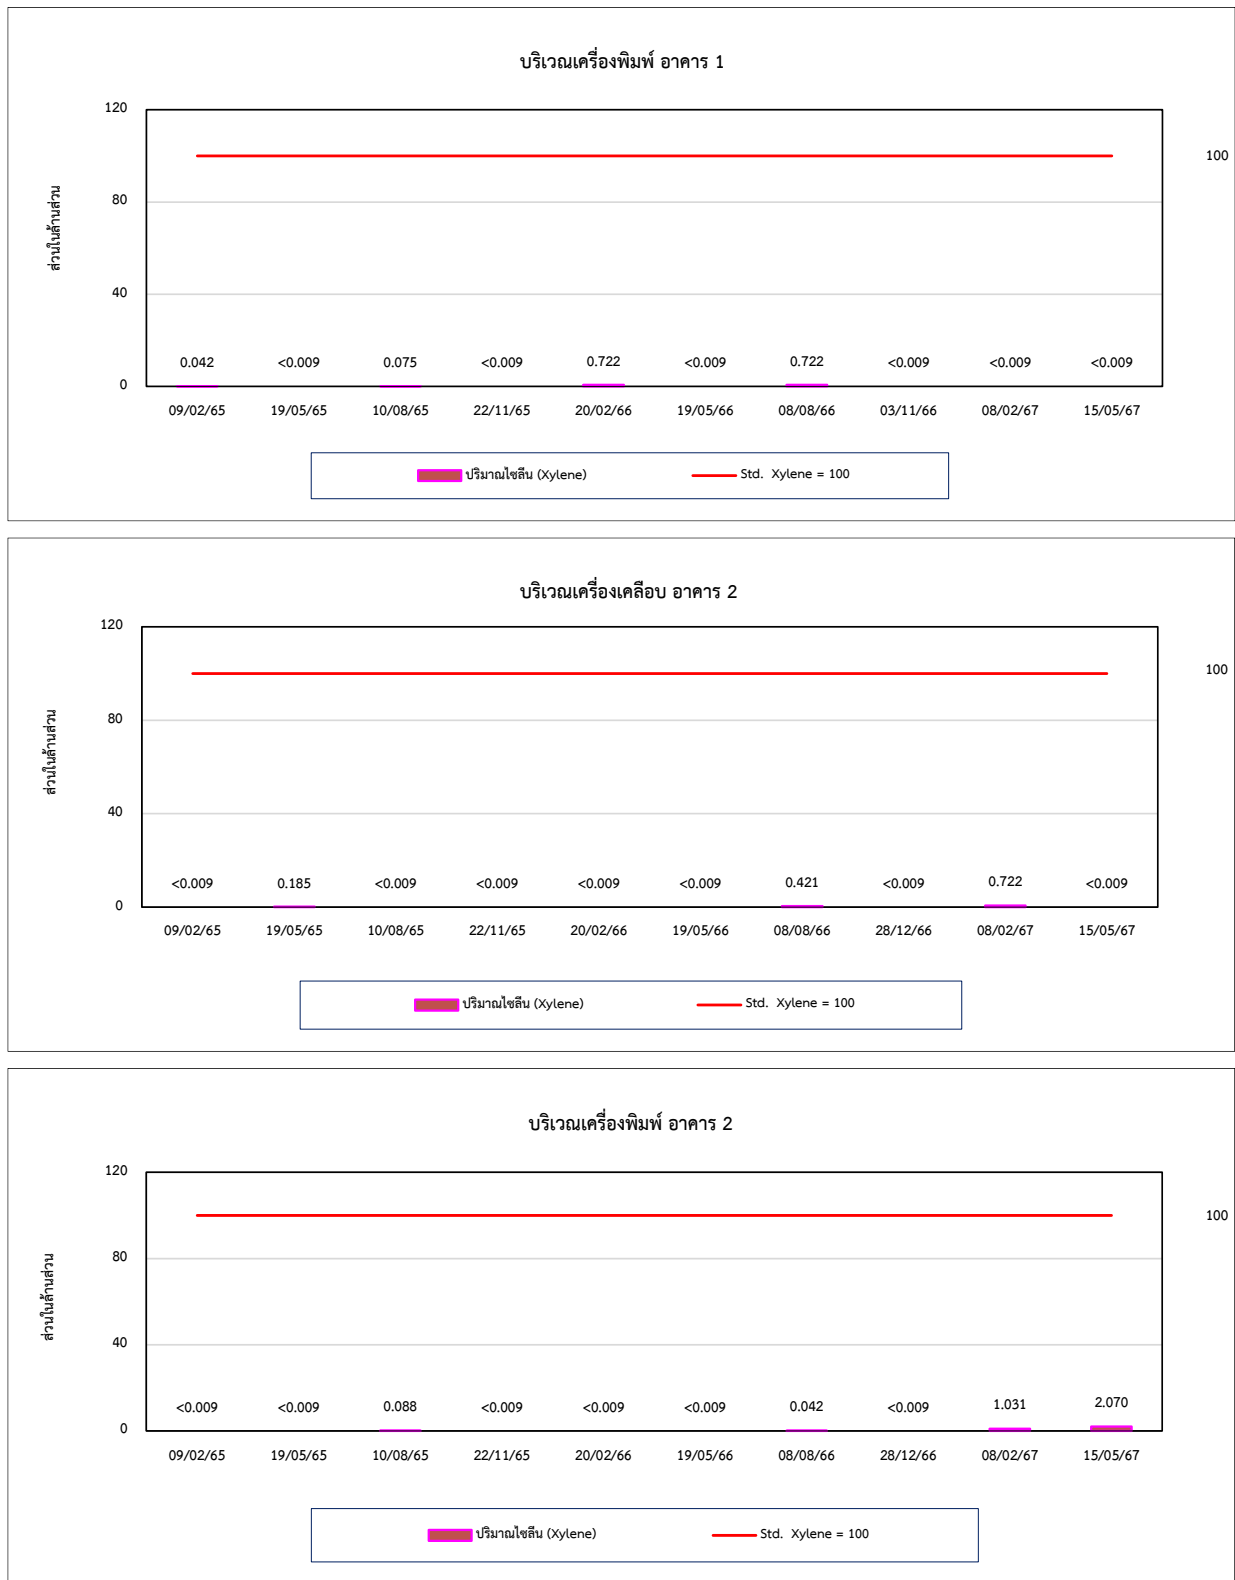 บริเวณเครื่องพิมพ์ อาคาร 1
120
100
80
40
0
ส่วนในล้านส่วน
0.042 <0.009 0.075 <0.009 0.722 <0.009 0.722 <0.009 <0.009 <0.009
09/02/65 19/05/65 10/08/65 22/11/65 20/02/66 19/05/66 08/08/66 03/11/66 08/02/67 15/05/67
ปริมาณไซลีน (Xylene) Std. Xylene = 100
บริเวณเครื่องเคลือบ อาคาร 2
120
100
80
40
0
ส่วนในล้านส่วน
<0.009 0.185 <0.009 <0.009 <0.009 <0.009 0.421 <0.009 0.722 <0.009
09/02/65 19/05/65 10/08/65 22/11/65 20/02/66 19/05/66 08/08/66 28/12/66 08/02/67 15/05/67
ปริมาณไซลีน (Xylene) Std. Xylene = 100
บริเวณเครื่องพิมพ์ อาคาร 2
120
100
80
40
0
ส่วนในล้านส่วน
<0.009 <0.009 0.088 <0.009 <0.009 <0.009 0.042 <0.009 1.031 2.070
09/02/65 19/05/65 10/08/65 22/11/65 20/02/66 19/05/66 08/08/66 28/12/66 08/02/67 15/05/67
ปริมาณไซลีน (Xylene) Std. Xylene = 100